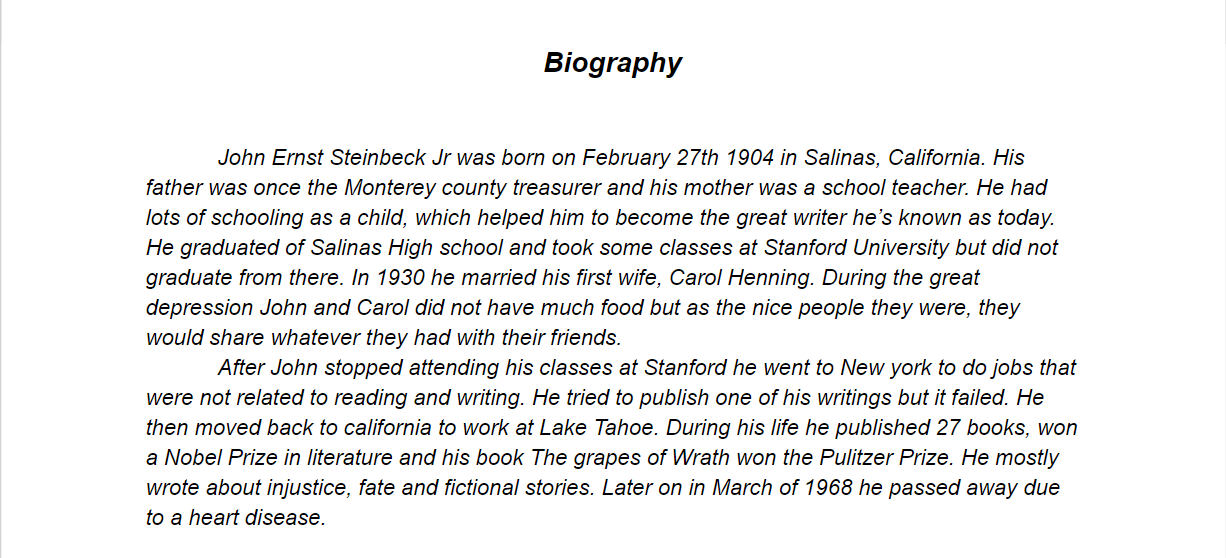 Biography
John Ernst Steinbeck Jr was born on February 27th 1904 in Salinas, California. His
father was once the Monterey county treasurer and his mother was a school teacher. He had
lots of schooling as a child, which helped him to become the great writer he’s known as today.
He graduated of Salinas High school and took some classes at Stanford University but did not
graduate from there. In 1930 he married his first wife, Carol Henning. During the great
depression John and Carol did not have much food but as the nice people they were, they
would share whatever they had with their friends.
After John stopped attending his classes at Stanford he went to New york to do jobs that
were not related to reading and writing. He tried to publish one of his writings but it failed. He
then moved back to california to work at Lake Tahoe. During his life he published 27 books, won
a Nobel Prize in literature and his book The grapes of Wrath won the Pulitzer Prize. He mostly
wrote about injustice, fate and fictional stories. Later on in March of 1968 he passed away due
to a heart disease.